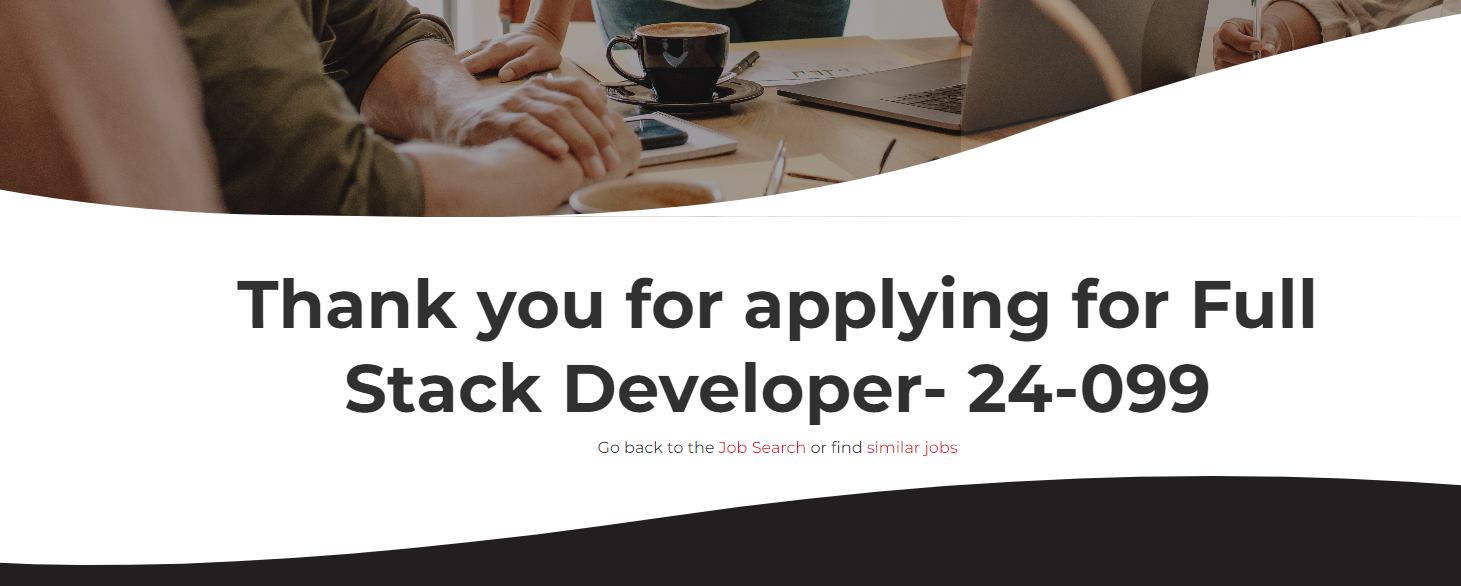 Thank you for applying for Full
Stack Developer- 24-099
Go back to the Job Search or find similar jobs